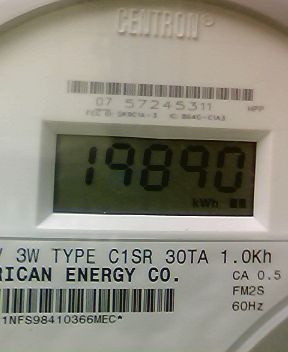 CENTRON®
07 57245311
19890
kWh
3W TYPE C1SR 30TA 1.0Kh
RICAN ENERGY CO.
CA 0.5
FM2S
60Hz
1NFS98410366MEC*